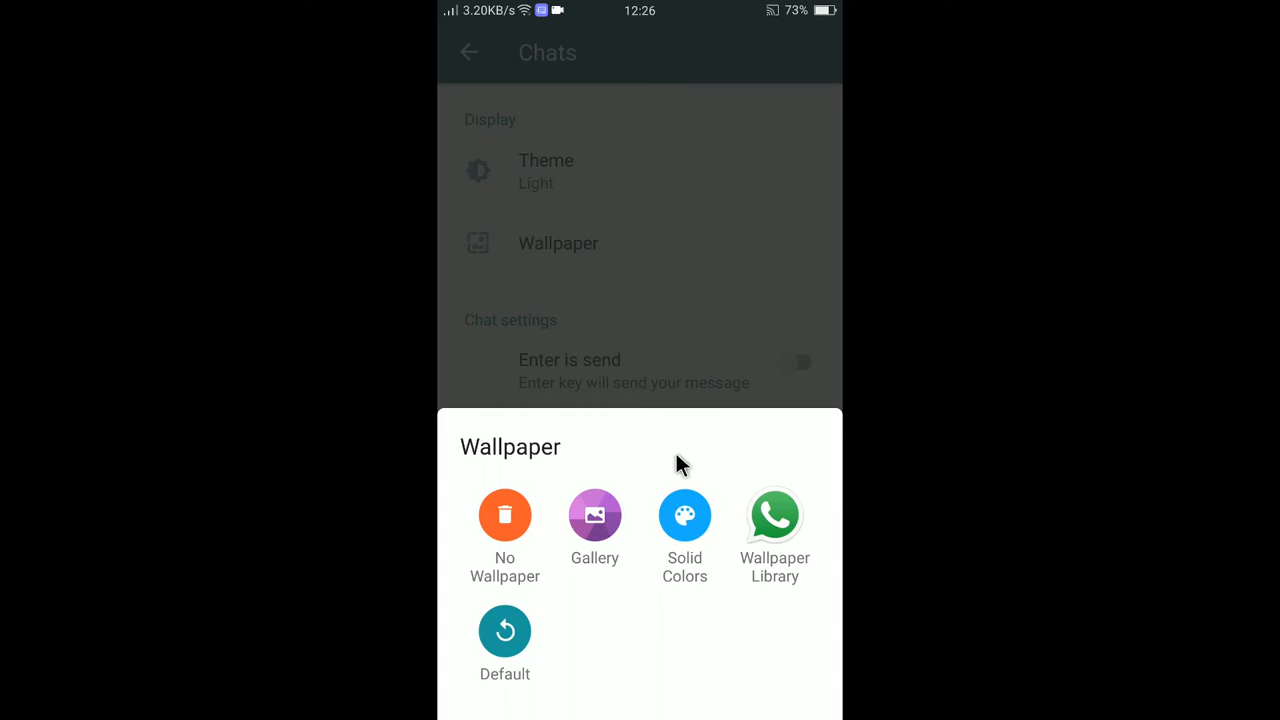 3.20KB/s 12:26 73%
Chats
Display
Theme
Light
Wallpaper
Chat settings
Enter is send
Enter key will send your message
Wallpaper
No
Wallpaper
Gallery
Solid
Colors
Wallpaper
Library
Default